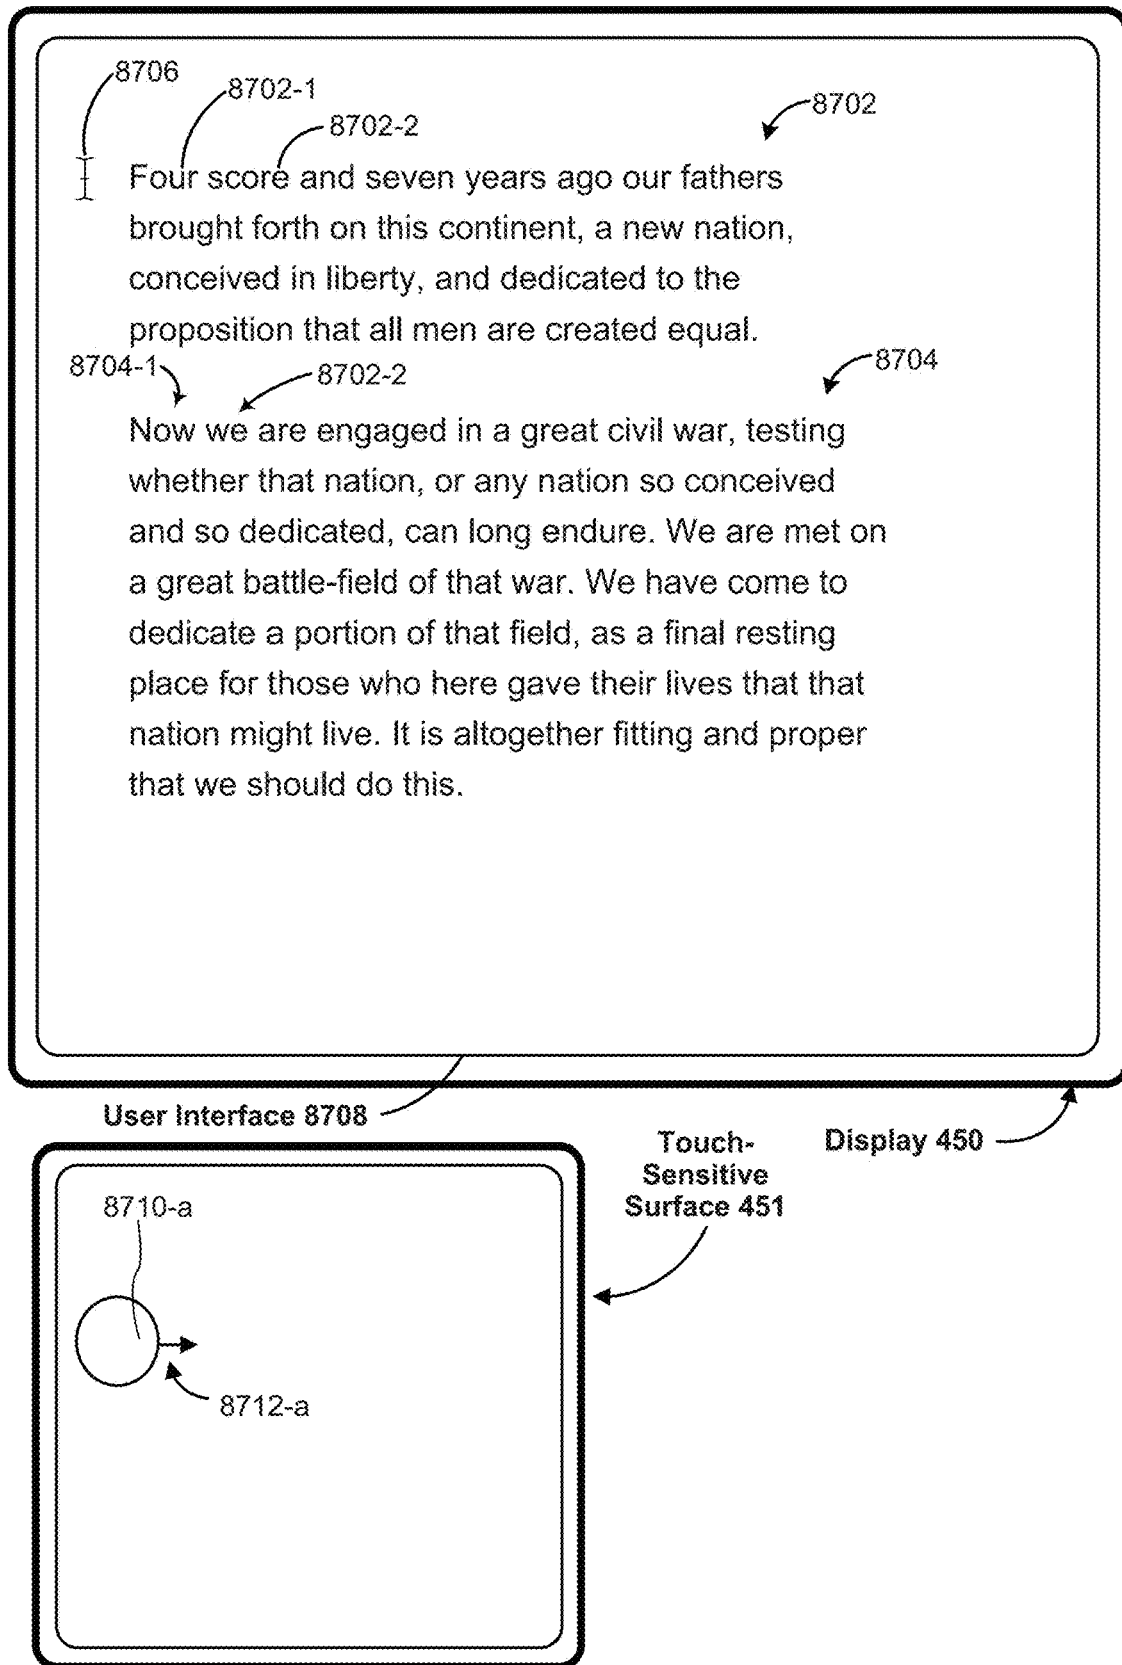 8706
8702-1
8702-2
8702
Four score and seven years ago our fathers
brought forth on this continent, a new nation,
conceived in liberty, and dedicated to the
proposition that all men are created equal.
8704-1
8702-2
8704
Now we are engaged in a great civil war, testing
whether that nation, or any nation so conceived
and so dedicated, can long endure. We are met on
a great battle-field of that war. We have come to
dedicate a portion of that field, as a final resting
place for those who here gave their lives that that
nation might live. It is altogether fitting and proper
that we should do this.
User Interface 8708
Display 450
Touch-
Sensitive
Surface 451
8710-a
8712-a